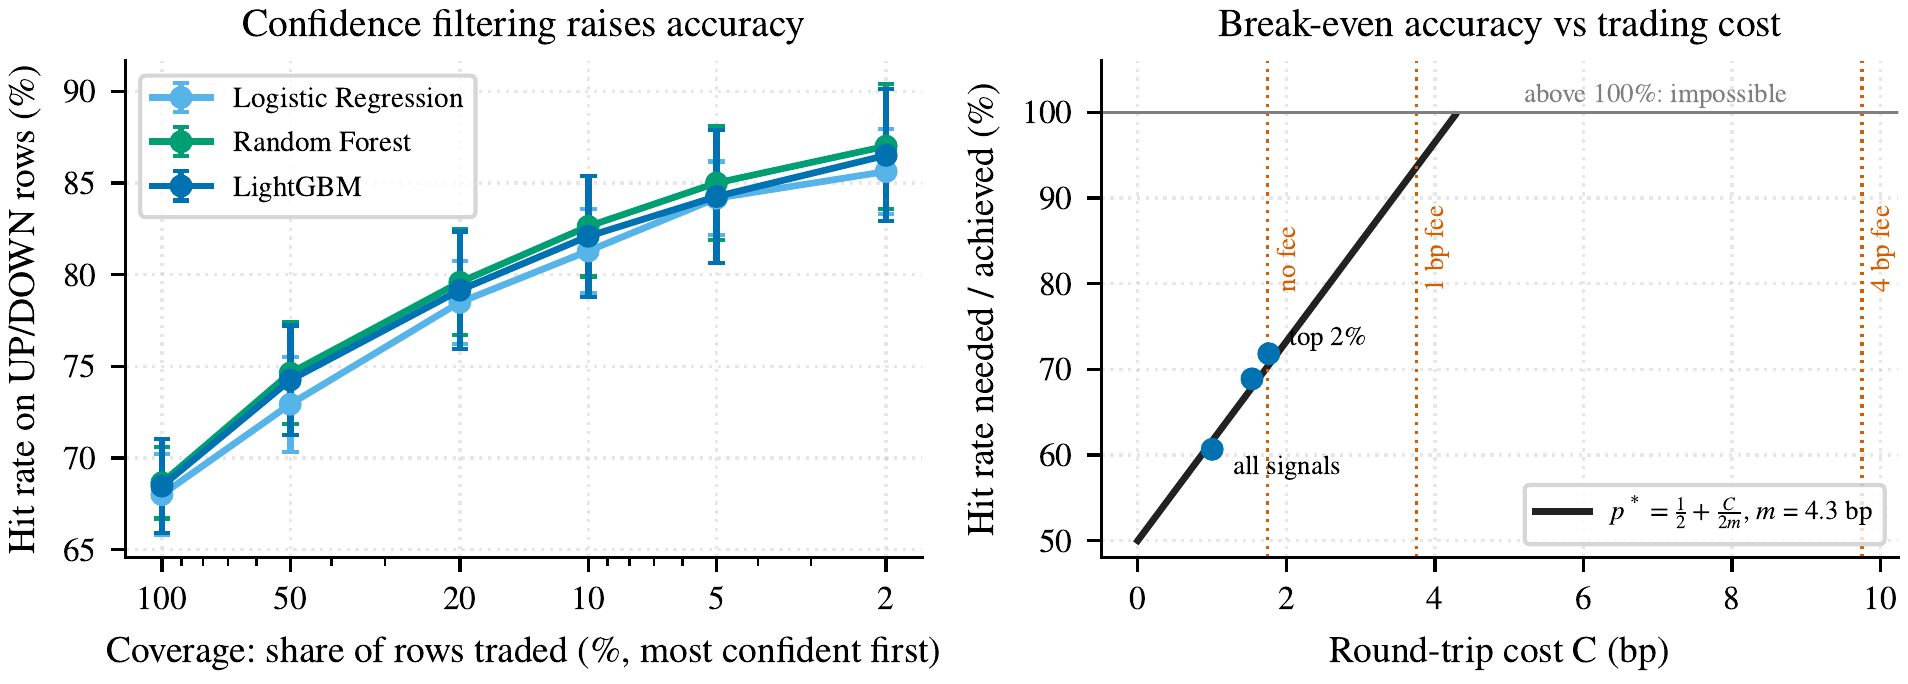 Confidence filtering raises accuracy
Hit rate on UP/DOWN rows (%)
90
85
80
75
70
65
Logistic Regression
Random Forest
LightGBM
100 50 20 10 5 2
Coverage: share of rows traded (%, most confident first)
Break-even accuracy vs trading cost
Hit rate needed / achieved (%)
100
90
80
70
60
50
above 100%: impossible
no fee
1 bp fee
4 bp fee
top 2%
all signals
p* = 1/2 + C/2m, m = 4.3 bp
0 2 4 6 8 10
Round-trip cost C (bp)